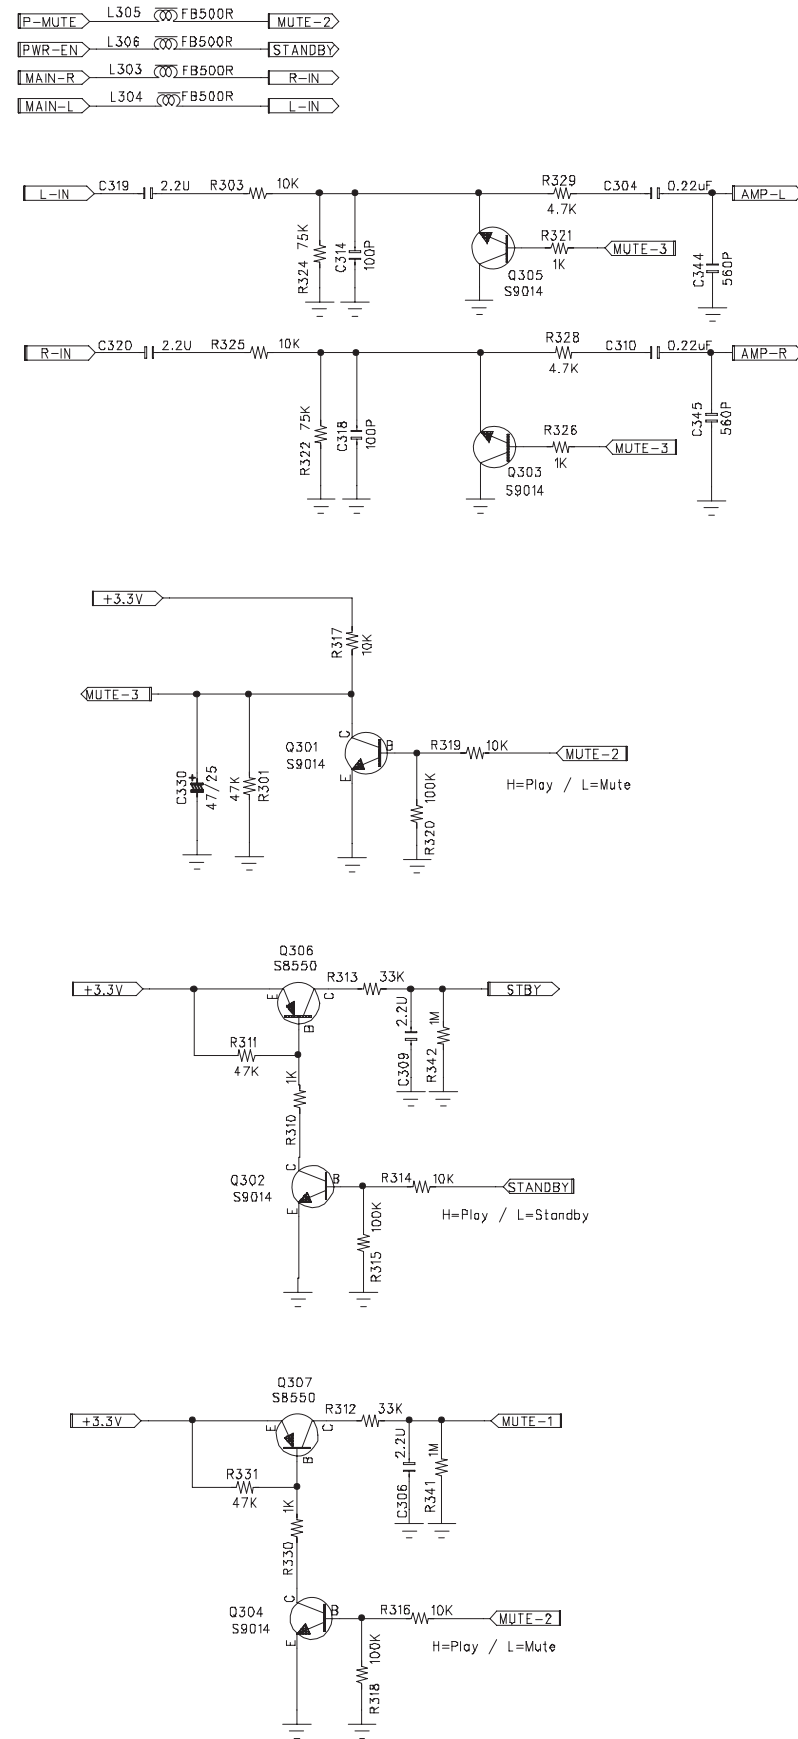 P-MUTE L305 FB500R MUTE-2
PWR-EN L306 FB500R STANDBY
MAIN-R L303 FB500R R-IN
MAIN-L L304 FB500R L-IN
L-IN C319 2.2U R303 10K R329 4.7K C304 0.22uF AMP-L
R324 75K C314 100P Q305 S9014 R321 1K MUTE-3 C344 560P
R-IN C320 2.2U R325 10K R328 4.7K C310 0.22uF AMP-R
R322 75K C318 100P Q303 S9014 R326 1K MUTE-3 C345 560P
+3.3V
R317 10K
MUTE-3
C330 + 47/25 47K R301
Q301 S9014 C B E R319 10K MUTE-2
R320 100K
H=Play / L=Mute
Q306
S8550
+3.3V E C B R313 33K STBY
R311 47K
C309 2.2U R342 1M
R310 1K
Q302 S9014 C B E R314 10K STANDBY
R315 100K
H=Play / L=Standby
Q307
S8550
+3.3V E C B R312 33K MUTE-1
R331 47K
C306 2.2U R341 1M
R330 1K
Q304 S9014 C B E R316 10K MUTE-2
R318 100K
H=Play / L=Mute